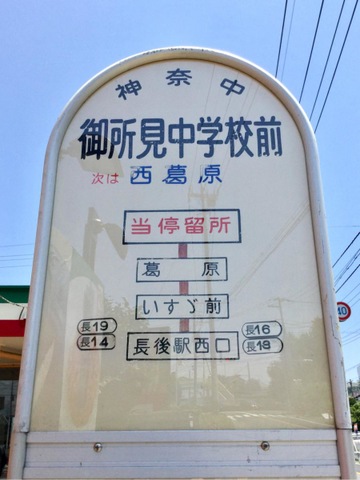 神奈中
御所見中学校前
次は 西葛原
当停留所
葛原
いすゞ前
長19 長16
長14 長後駅西口 長18
40